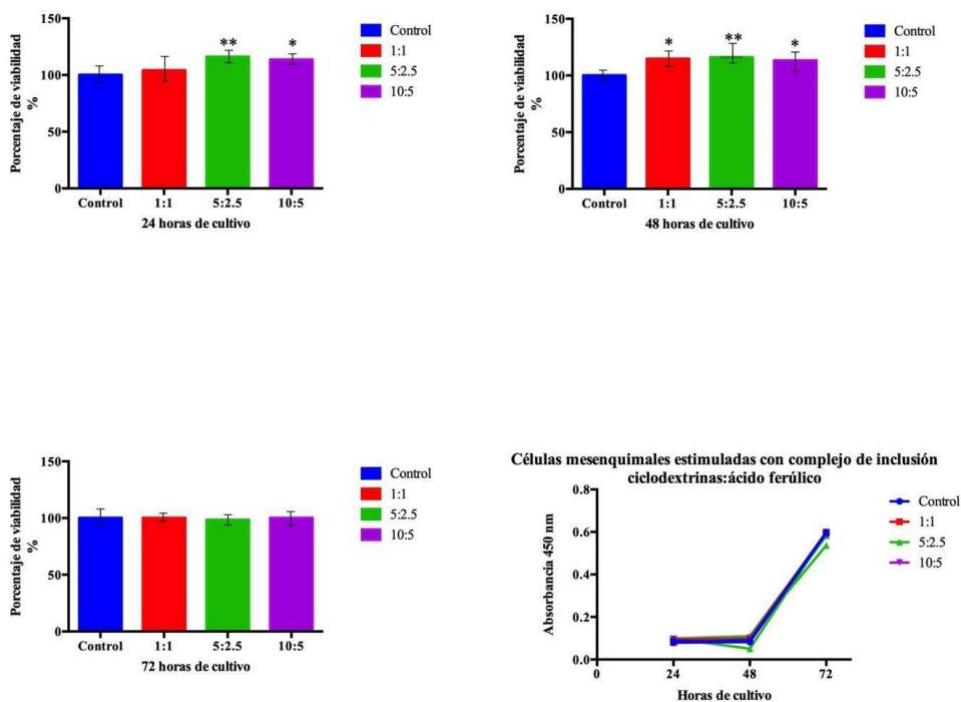 Porcentaje de viabilidad
%
150
100
50
0
** *
Control 1:1 5:2.5 10:5
24 horas de cultivo
Control
1:1
5:2.5
10:5
Porcentaje de viabilidad
%
150
100
50
0
* ** *
Control 1:1 5:2.5 10:5
48 horas de cultivo
Control
1:1
5:2.5
10:5
Porcentaje de viabilidad
%
150
100
50
0
Control 1:1 5:2.5 10:5
72 horas de cultivo
Control
1:1
5:2.5
10:5
Células mesenquimales estimuladas con complejo de inclusión
ciclodextrinas:ácido ferúlico
Absorbancia 450 nm
0.8
0.6
0.4
0.2
0.0
0 24 48 72
Horas de cultivo
Control
1:1
5:2.5
10:5